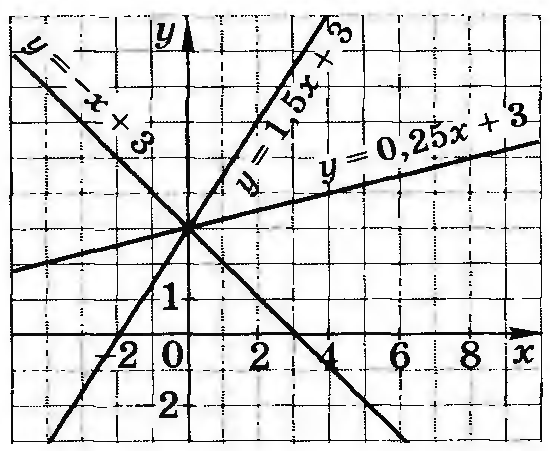 y
y = -x + 3
y = 1,5x + 3
y = 0,25x + 3
1
-2 0 2 4 6 8 x
-2